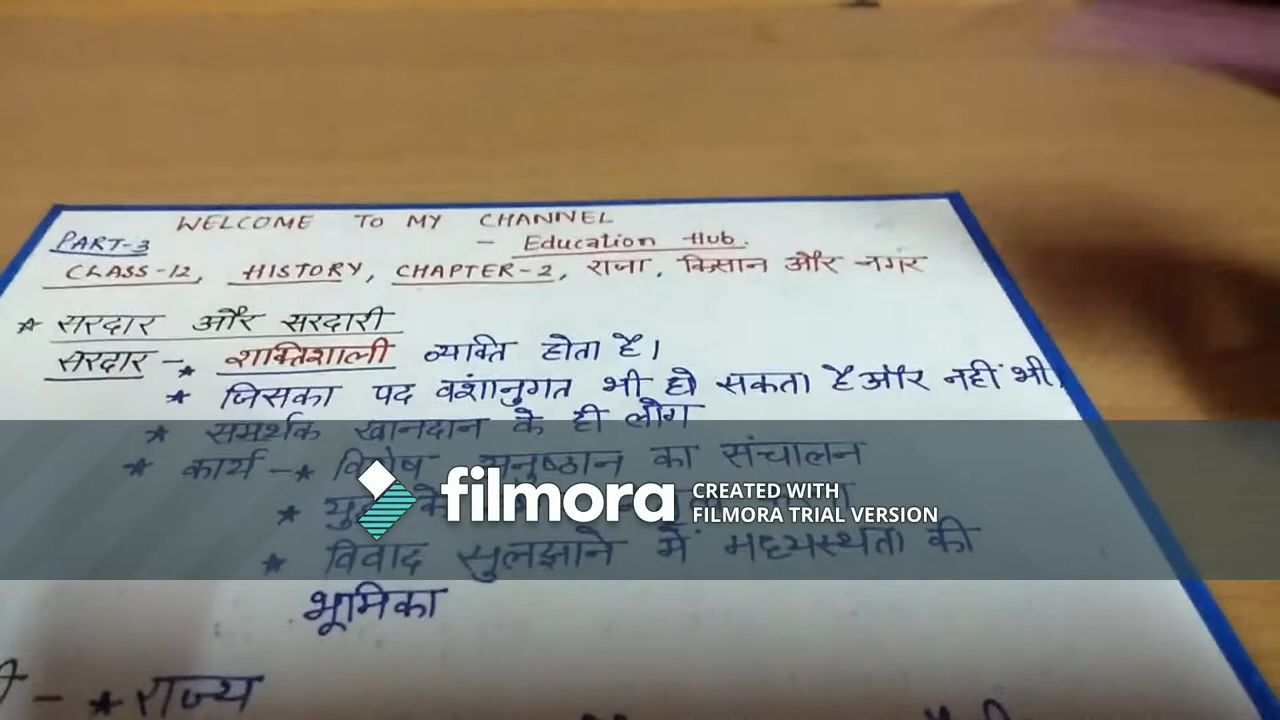 WELCOME TO MY CHANNEL
- Education Hub.
PART-3
CLASS-12, HISTORY, CHAPTER-2, राजा, किसान और नगर
* सरदार और सरदारी
सरदार - * शाक्तिशाली व्यक्ति होता है।
* जिसका पद वशांनुगत भी हो सकता है और नहीं भी।
* समर्थक खानदान के ही लोग
* कार्य - * विशेष अनुष्ठान का संचालन
* युद्ध के
filmora CREATED WITH
FILMORA TRIAL VERSION
* विवाद सुलझाने में मध्यस्थता की
भूमिका
- * राज्य